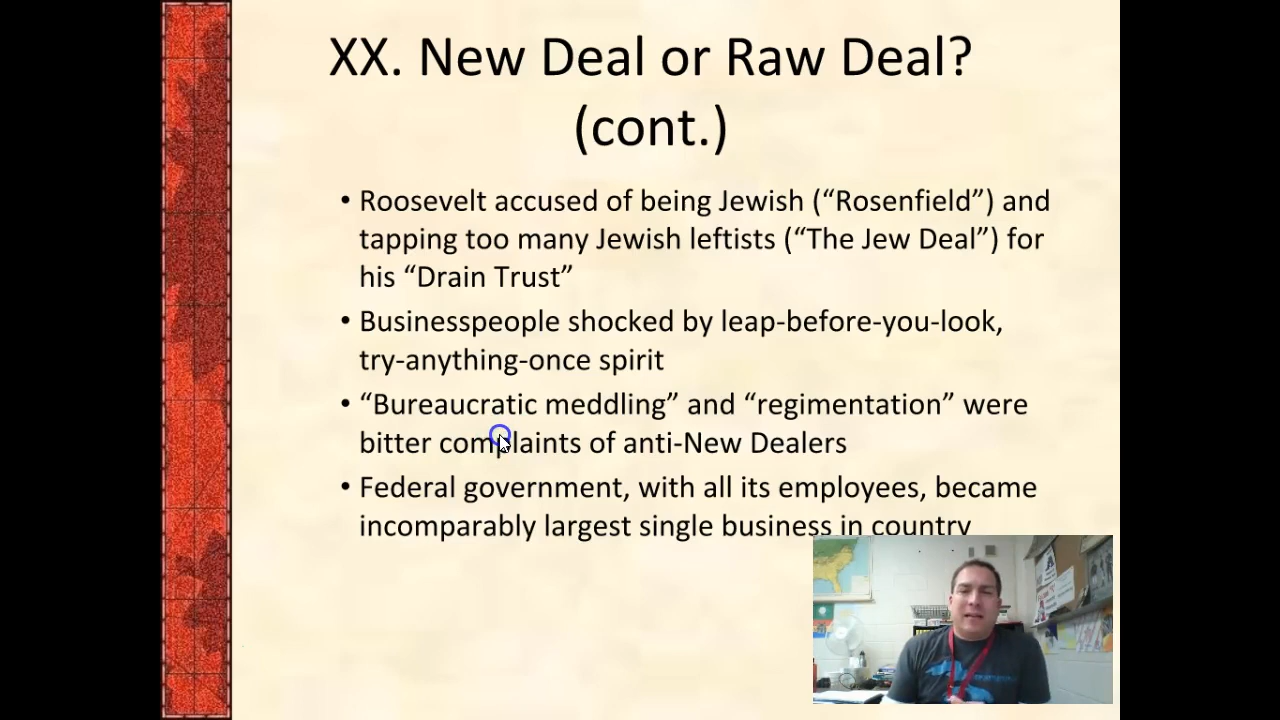 XX. New Deal or Raw Deal?
(cont.)
• Roosevelt accused of being Jewish (“Rosenfield”) and
tapping too many Jewish leftists (“The Jew Deal”) for
his “Drain Trust”
• Businesspeople shocked by leap-before-you-look,
try-anything-once spirit
• “Bureaucratic meddling” and “regimentation” were
bitter complaints of anti-New Dealers
• Federal government, with all its employees, became
incomparably largest single business in country